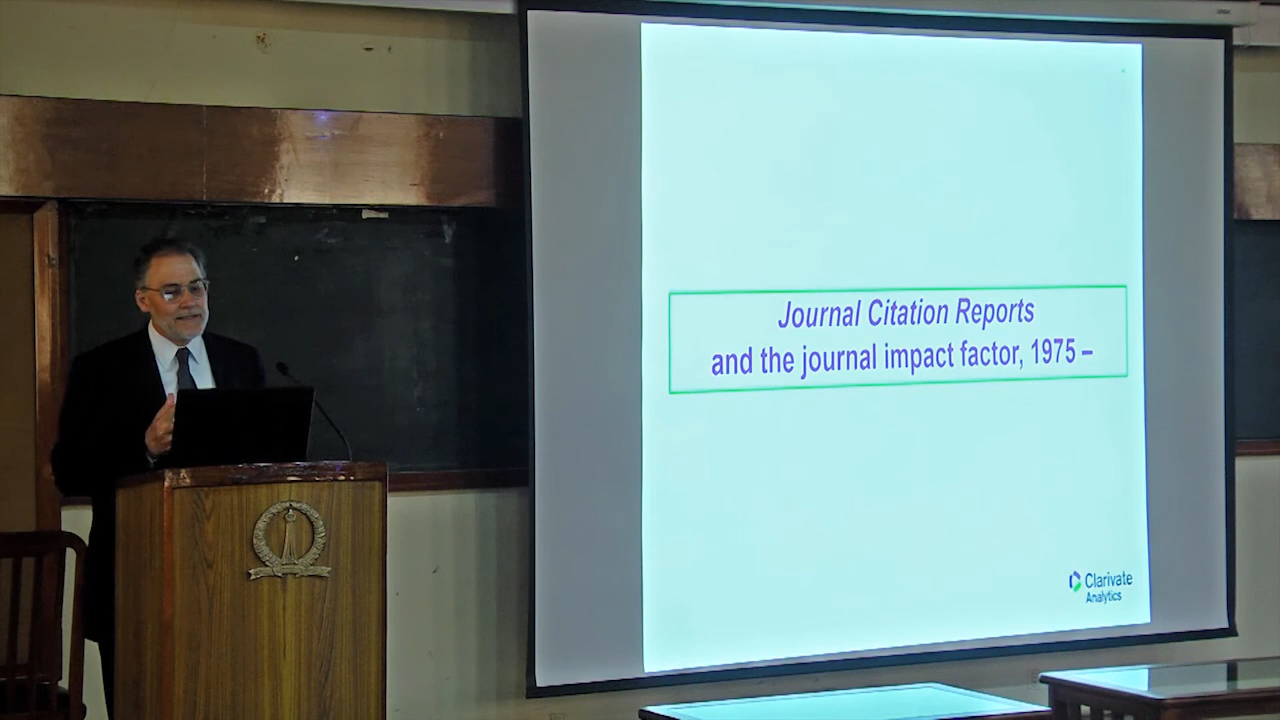 Journal Citation Reports
and the journal impact factor, 1975 –
Clarivate
Analytics